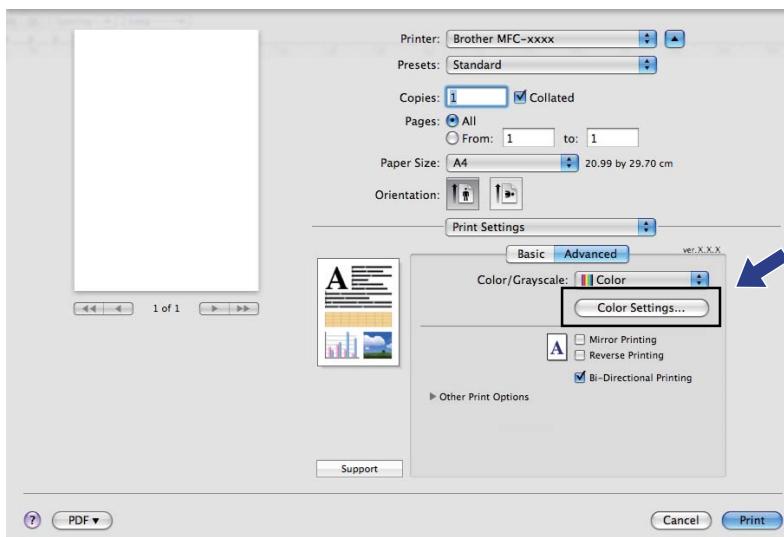 Printer: Brother MFC-xxxx
Presets: Standard
Copies: 1 Collated
Pages: All
From: 1 to: 1
Paper Size: A4 20.99 by 29.70 cm
Orientation:
Print Settings
Basic Advanced ver.X.X.X
Color/Grayscale: Color
Color Settings...
A
1 of 1
A
Mirror Printing
Reverse Printing
Bi-Directional Printing
Other Print Options
Support
? PDF Cancel Print